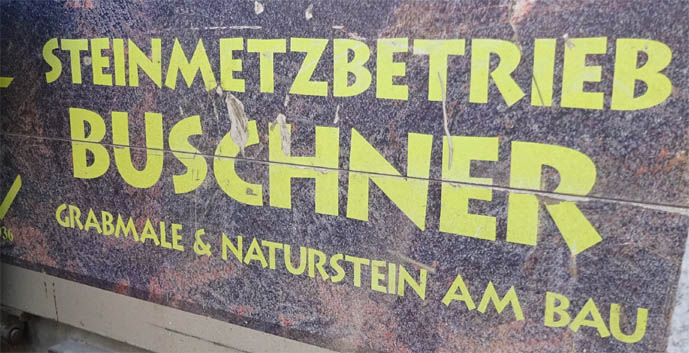 STEINMETZBETRIEB
BUSCHNER
GRABMALE & NATURSTEIN AM BAU